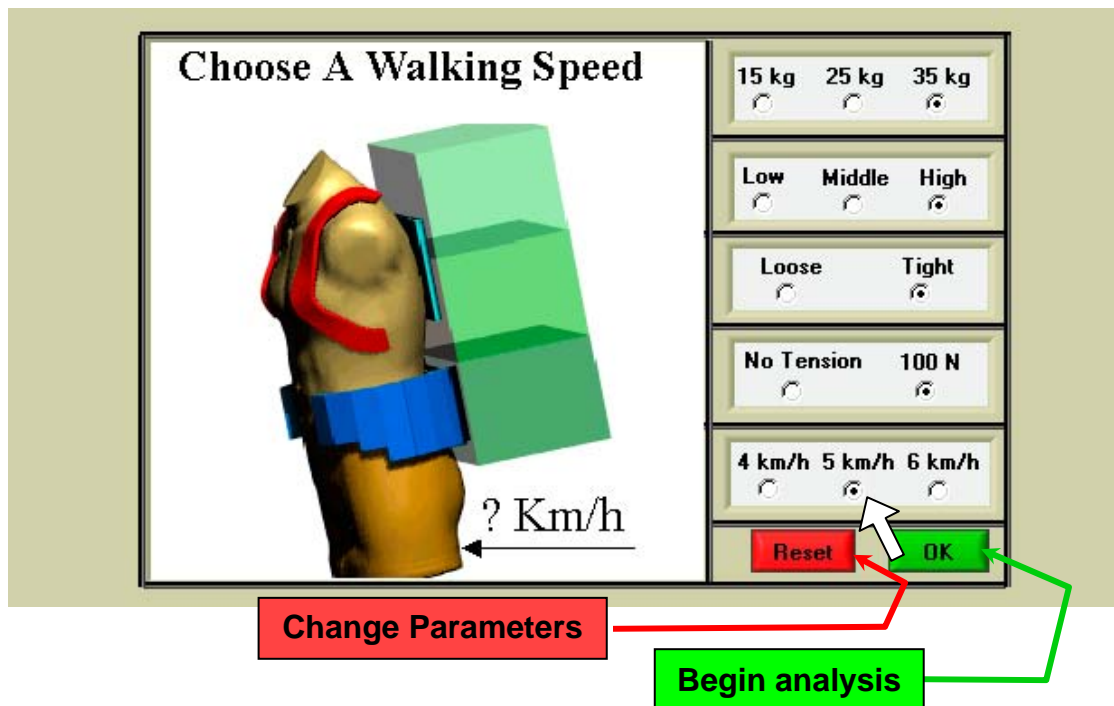 Choose A Walking Speed
15 kg 25 kg 35 kg
Low Middle High
Loose Tight
No Tension 100 N
4 km/h 5 km/h 6 km/h
? Km/h
Reset OK
Change Parameters
Begin analysis